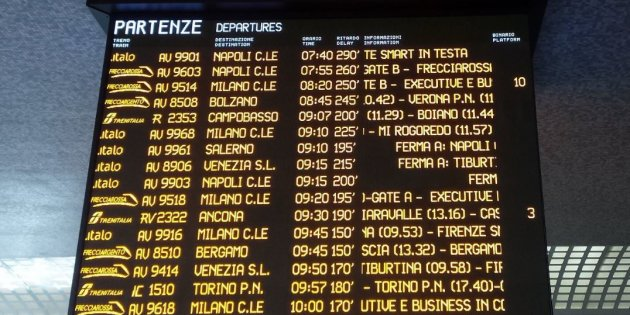 PARTENZE DEPARTURES
TRENO DESTINAZIONE ORARIO RITARDO INFORMAZIONI BINARIO
TRAIN DESTINATION TIME DELAY INFORMATION PLATFORM
italo AV 9901 NAPOLI C.LE 07:40 290' TE SMART IN TESTA
FRECCIAROSSA AV 9603 NAPOLI C.LE 07:55 260' GATE B - FRECCIAROSSA
FRECCIAROSSA AV 9514 MILANO C.LE 08:20 250' TE B - EXECUTIVE E BU 10
FRECCIARGENTO AV 8508 BOLZANO 08:45 245' 0.42) - VERONA P.N. (11
TRENITALIA R 2353 CAMPOBASSO 09:07 200' (11.29) - BOIANO (11.44
italo AV 9968 MILANO C.LE 09:10 225' - MI ROGOREDO (11.57)
italo AV 9961 SALERNO 09:10 195' FERMA A: NAPOLI
italo AV 8906 VENEZIA S.L. 09:15 215' FERMA A: TIBURT
italo AV 9903 NAPOLI C.LE 09:15 200' FERM
FRECCIAROSSA AV 9518 MILANO C.LE 09:20 195' -GATE A - EXECUTIVE
TRENITALIA RV 2322 ANCONA 09:30 190' IARAVALLE (13.16) - CAS 3
italo AV 9916 MILANO C.LE 09:45 150' NA (09.53) - FIRENZE S
FRECCIARGENTO AV 8510 BERGAMO 09:45 150' SCIA (13.32) - BERGAMO
FRECCIAROSSA AV 9414 VENEZIA S.L. 09:50 170' TIBURTINA (09.58) - FI
TRENITALIA IC 1510 TORINO P.N. 09:57 180' - TORINO P.N. (17.40)-
FRECCIAROSSA AV 9618 MILANO C.LE 10:00 170' UTIVE E BUSINESS IN CO